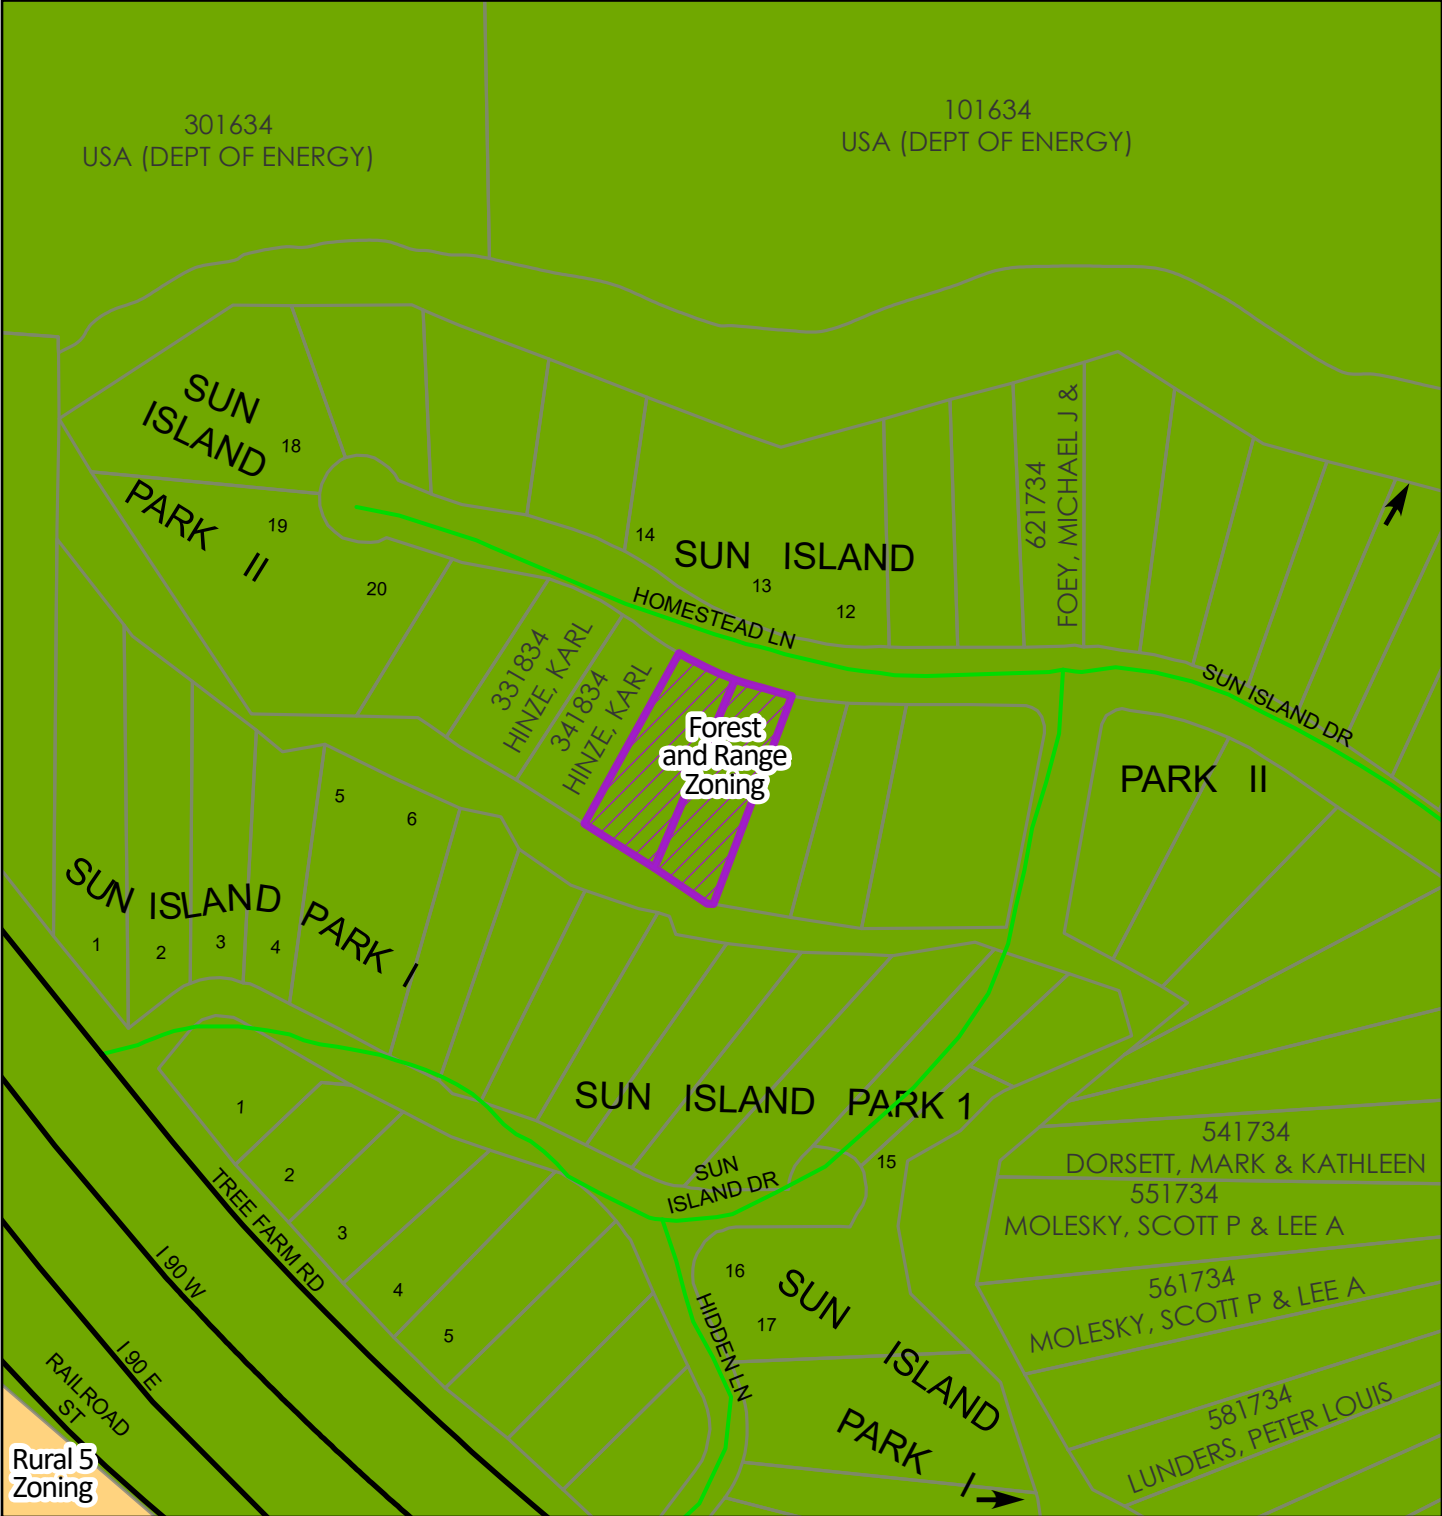 301634
USA (DEPT OF ENERGY)
101634
USA (DEPT OF ENERGY)
SUN
ISLAND
18
PARK II
19
20
14
SUN ISLAND
13
12
621734
FOEY, MICHAEL J &
HOMESTEAD LN
331834
HINZE, KARL
341834
HINZE, KARL
Forest
and Range
Zoning
SUN ISLAND DR
PARK II
5
6
SUN ISLAND PARK I
1
2
3
4
SUN ISLAND PARK 1
1
2
3
4
5
15
SUN
ISLAND DR
541734
DORSETT, MARK & KATHLEEN
551734
MOLESKY, SCOTT P & LEE A
561734
MOLESKY, SCOTT P & LEE A
581734
LUNDERS, PETER LOUIS
16
17
SUN ISLAND
PARK I
HIDDEN LN
TREE FARM RD
I 90 W
I 90 E
RAILROAD
ST
Rural 5
Zoning